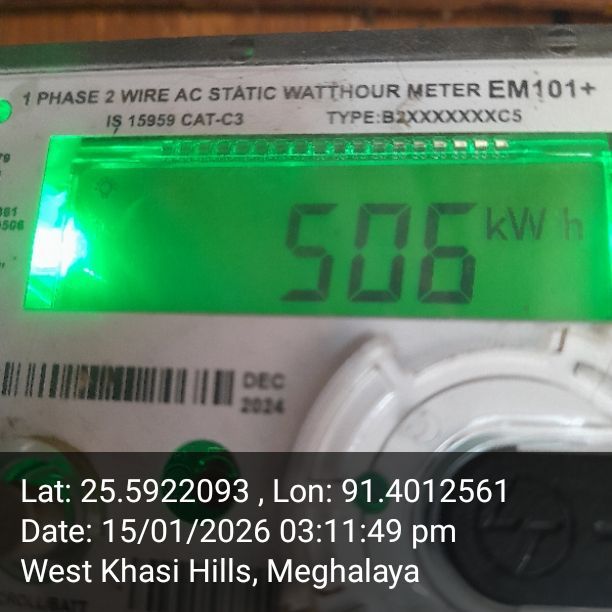 1 PHASE 2 WIRE AC STATIC WATTHOUR METER EM101+
IS 15959 CAT-C3 TYPE:B2XXXXXXXC5
506 kWh
DEC
2024
Lat: 25.5922093 , Lon: 91.4012561
Date: 15/01/2026 03:11:49 pm
West Khasi Hills, Meghalaya